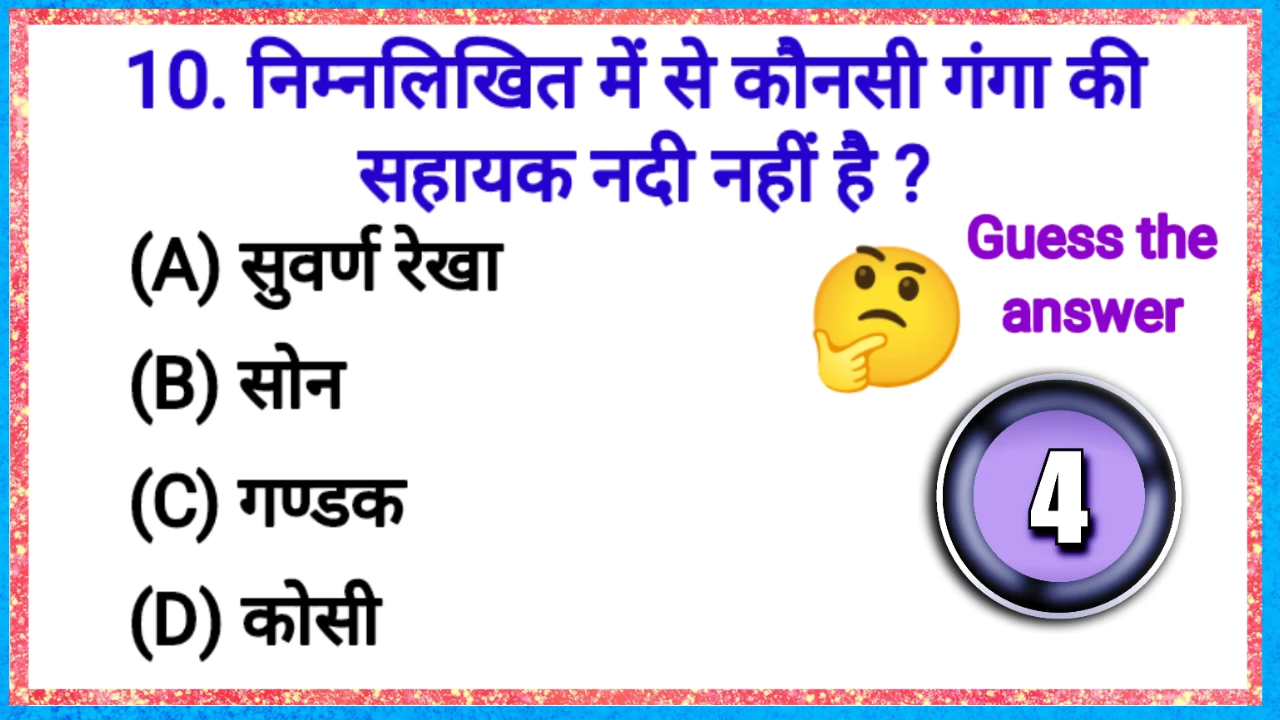 10. निम्नलिखित में से कौनसी गंगा की
सहायक नदी नहीं है ?
(A) सुवर्ण रेखा
Guess the
answer
(B) सोन
(C) गण्डक
4
(D) कोसी